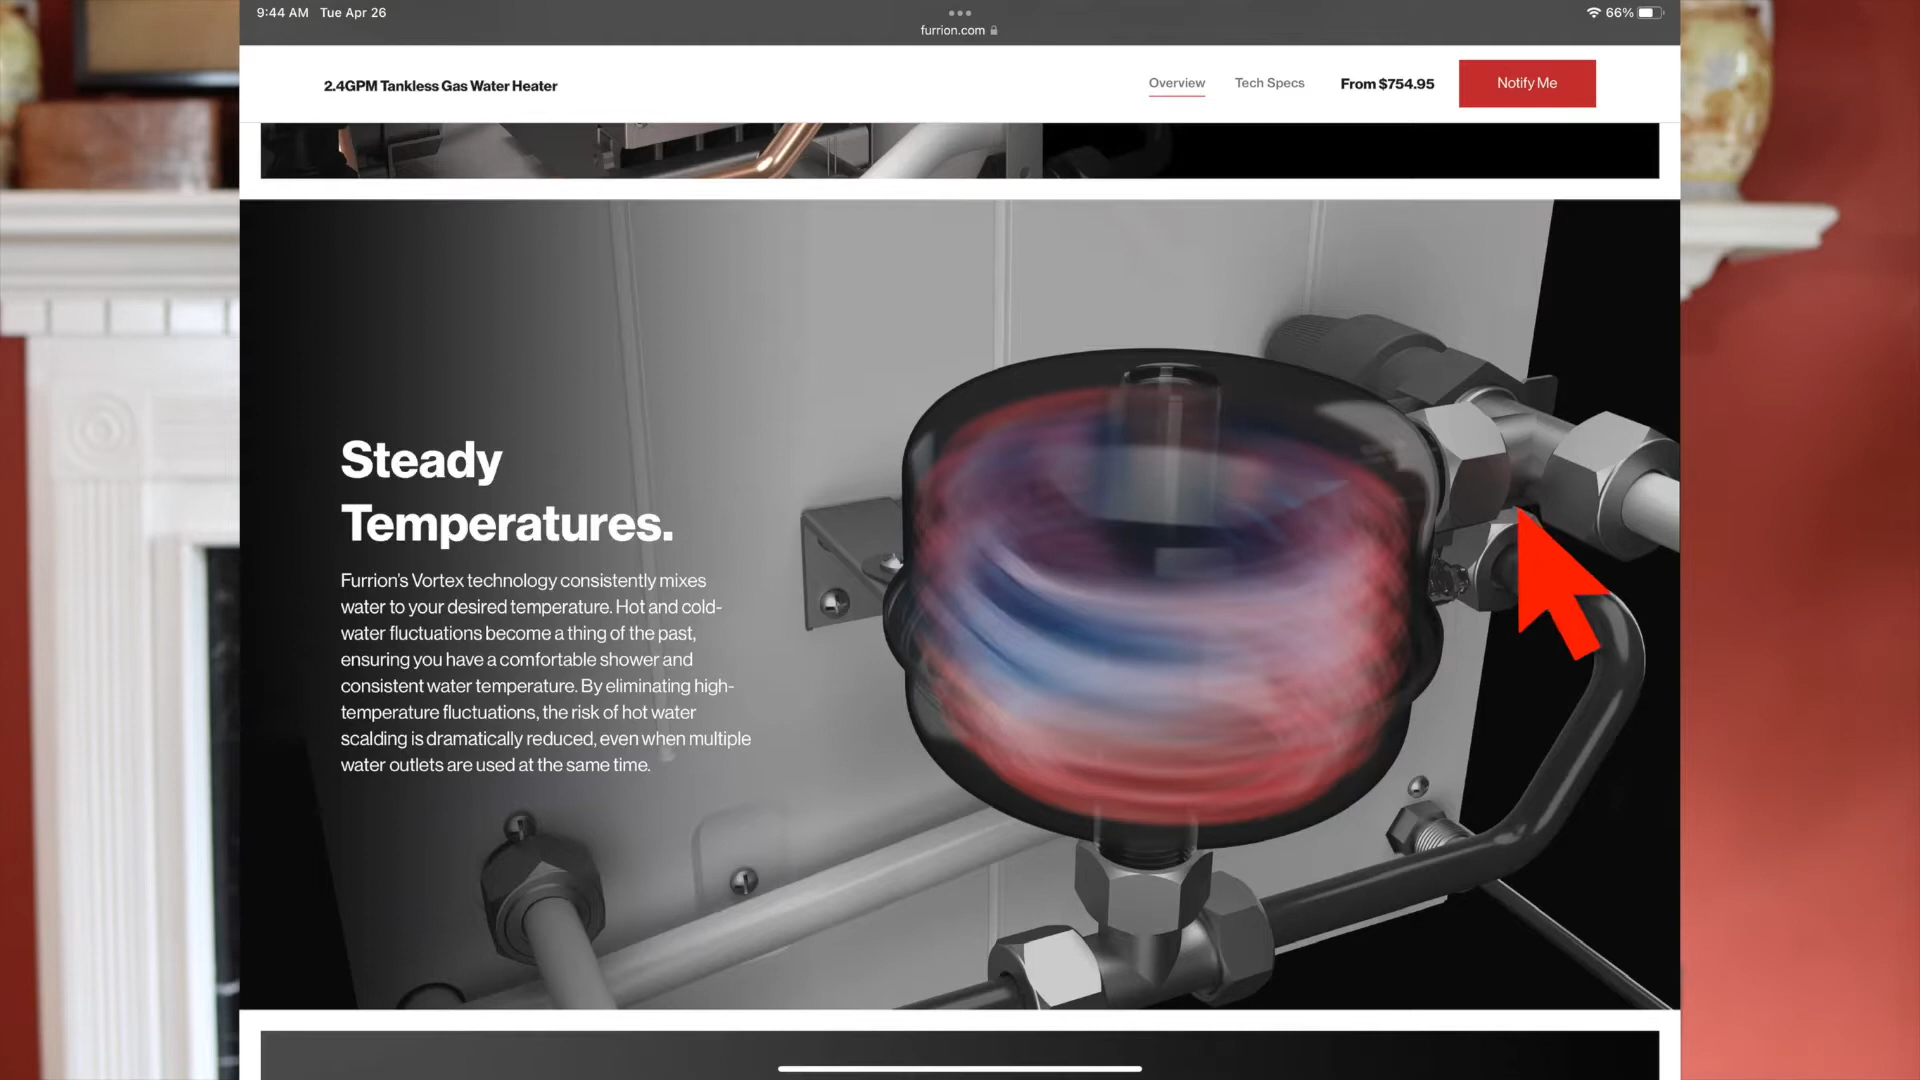 9:44 AM Tue Apr 26
66%
furrion.com
2.4GPM Tankless Gas Water Heater
Overview
Tech Specs
From $754.95
Notify Me
Steady
Temperatures.
Furrion's Vortex technology consistently mixes
water to your desired temperature. Hot and cold-
water fluctuations become a thing of the past,
ensuring you have a comfortable shower and
consistent water temperature. By eliminating high-
temperature fluctuations, the risk of hot water
scalding is dramatically reduced, even when multiple
water outlets are used at the same time.